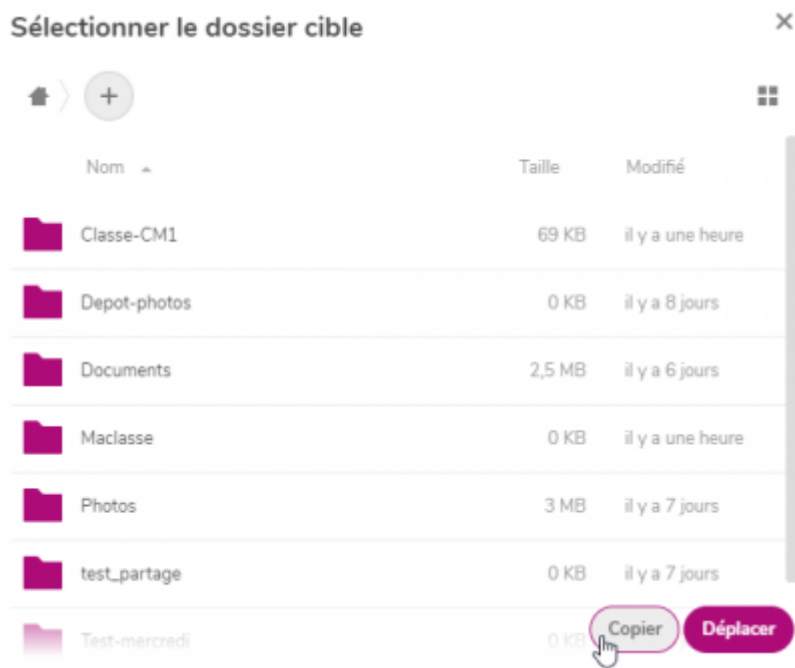 Sélectionner le dossier cible
Nom Taille Modifié
Classe-CM1 69 KB il y a une heure
Depot-photos 0 KB il y a 8 jours
Documents 2,5 MB il y a 6 jours
Maclasse 0 KB il y a une heure
Photos 3 MB il y a 7 jours
test_partage 0 KB il y a 7 jours
Test-mercredi 0 KB
Copier Déplacer